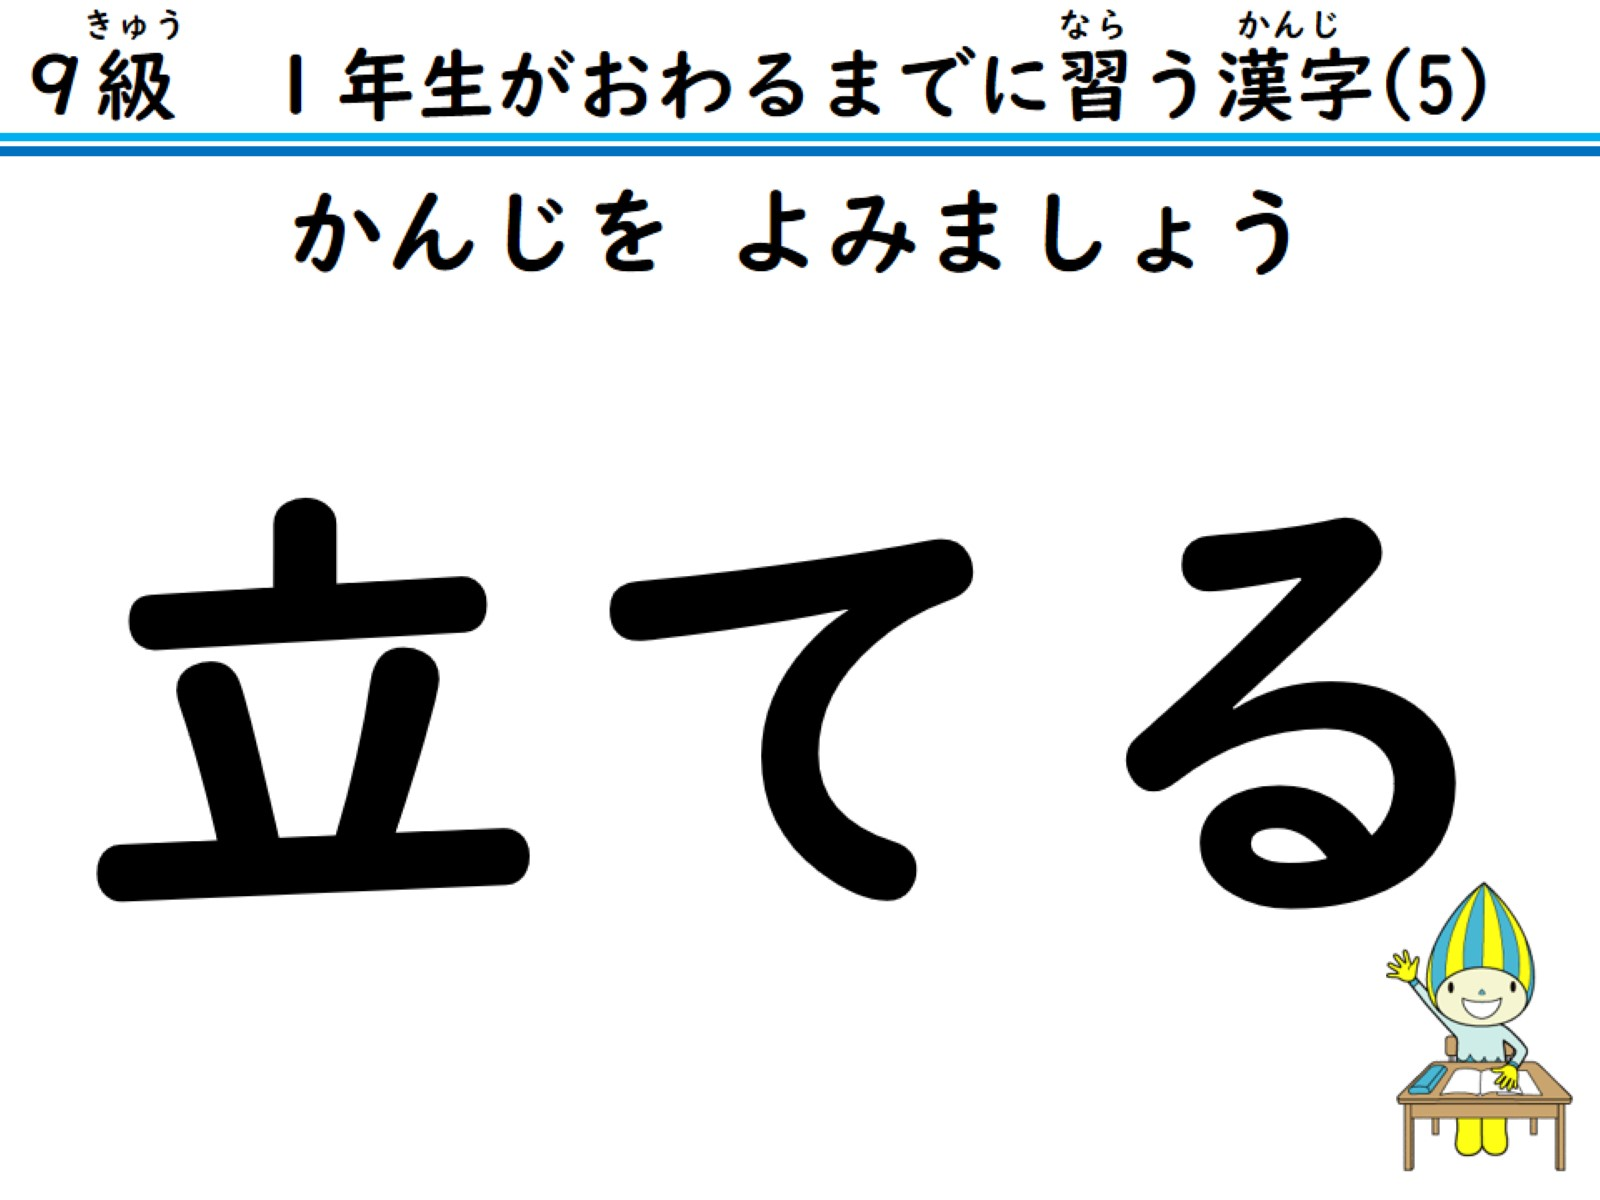 きゅう なら かんじ
9級 1年生がおわるまでに習う漢字(5)
かんじを よみましょう
立てる